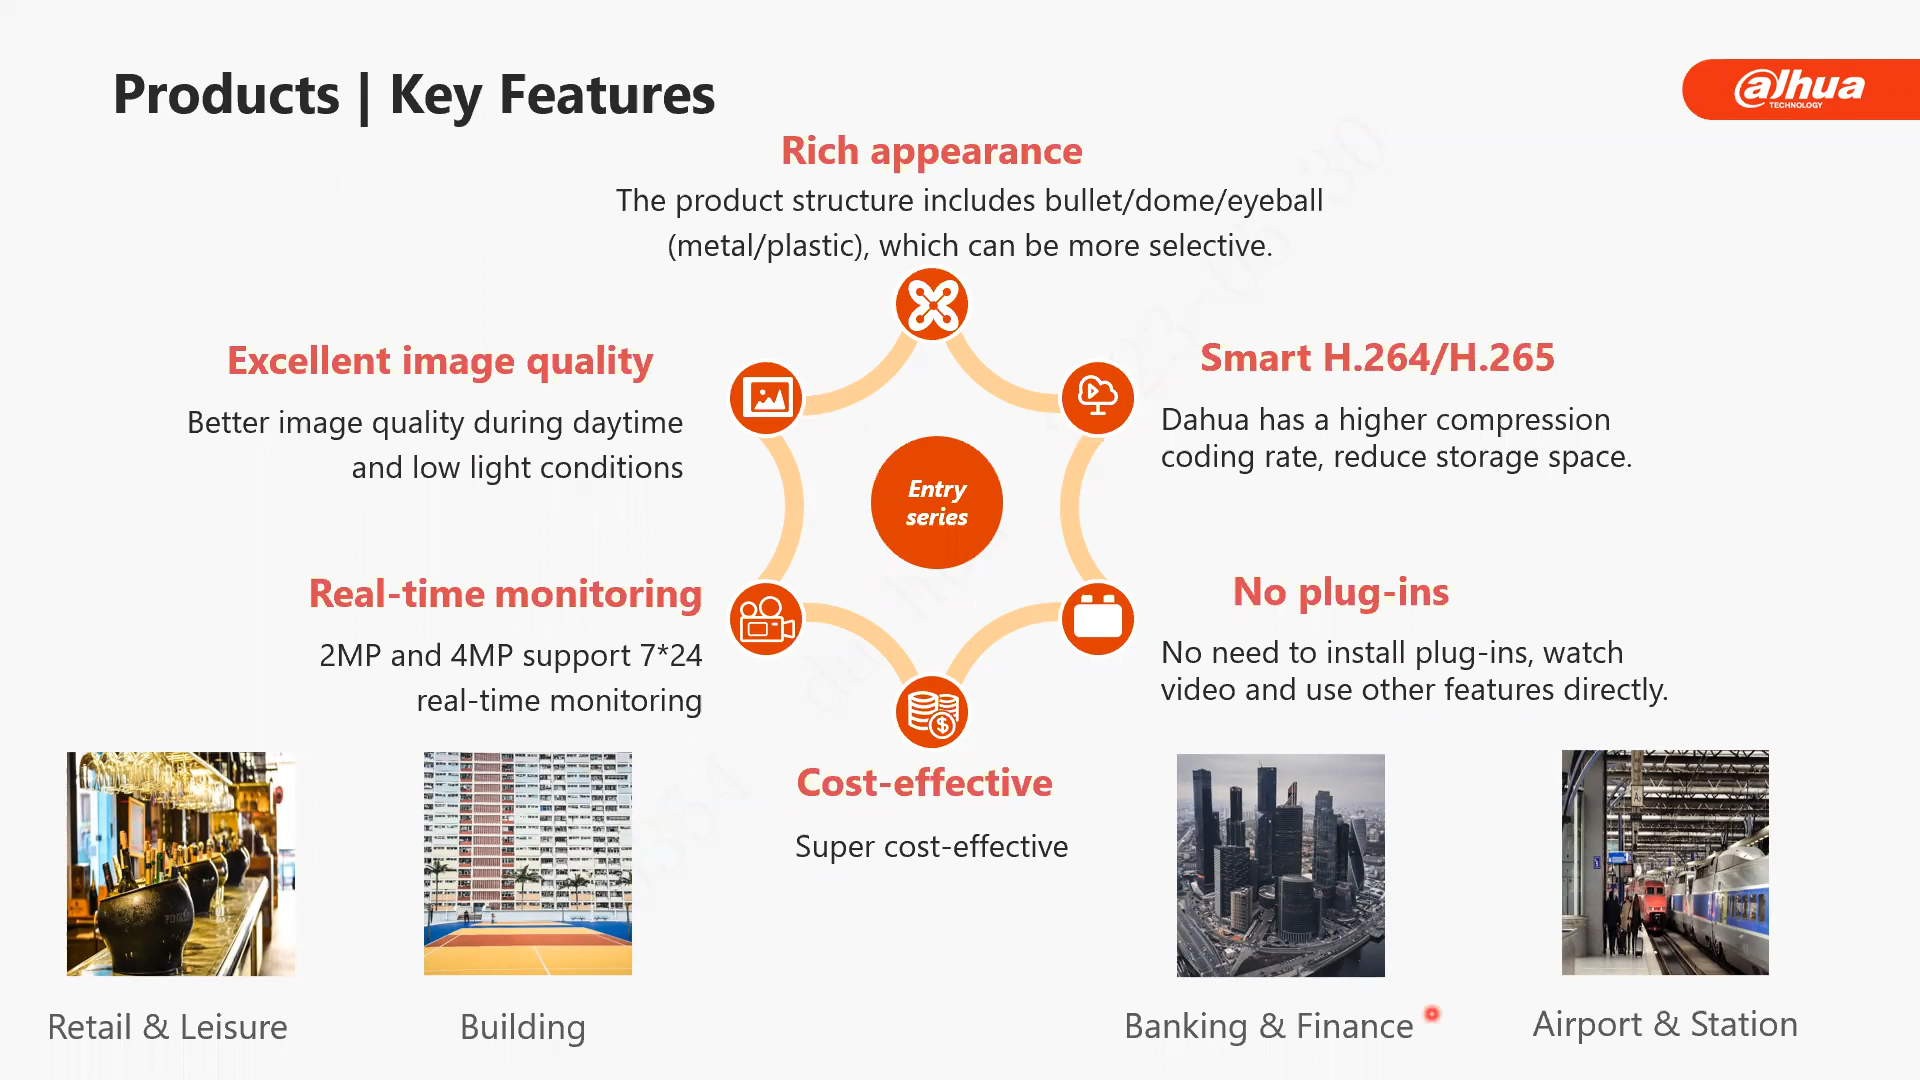 Products | Key Features
alhua
TECHNOLOGY
Rich appearance
The product structure includes bullet/dome/eyeball
(metal/plastic), which can be more selective.
Excellent image quality
Better image quality during daytime
and low light conditions
Smart H.264/H.265
Dahua has a higher compression
coding rate, reduce storage space.
Entry
series
Real-time monitoring
2MP and 4MP support 7*24
real-time monitoring
No plug-ins
No need to install plug-ins, watch
video and use other features directly.
Cost-effective
Super cost-effective
Retail & Leisure
Building
Banking & Finance
Airport & Station